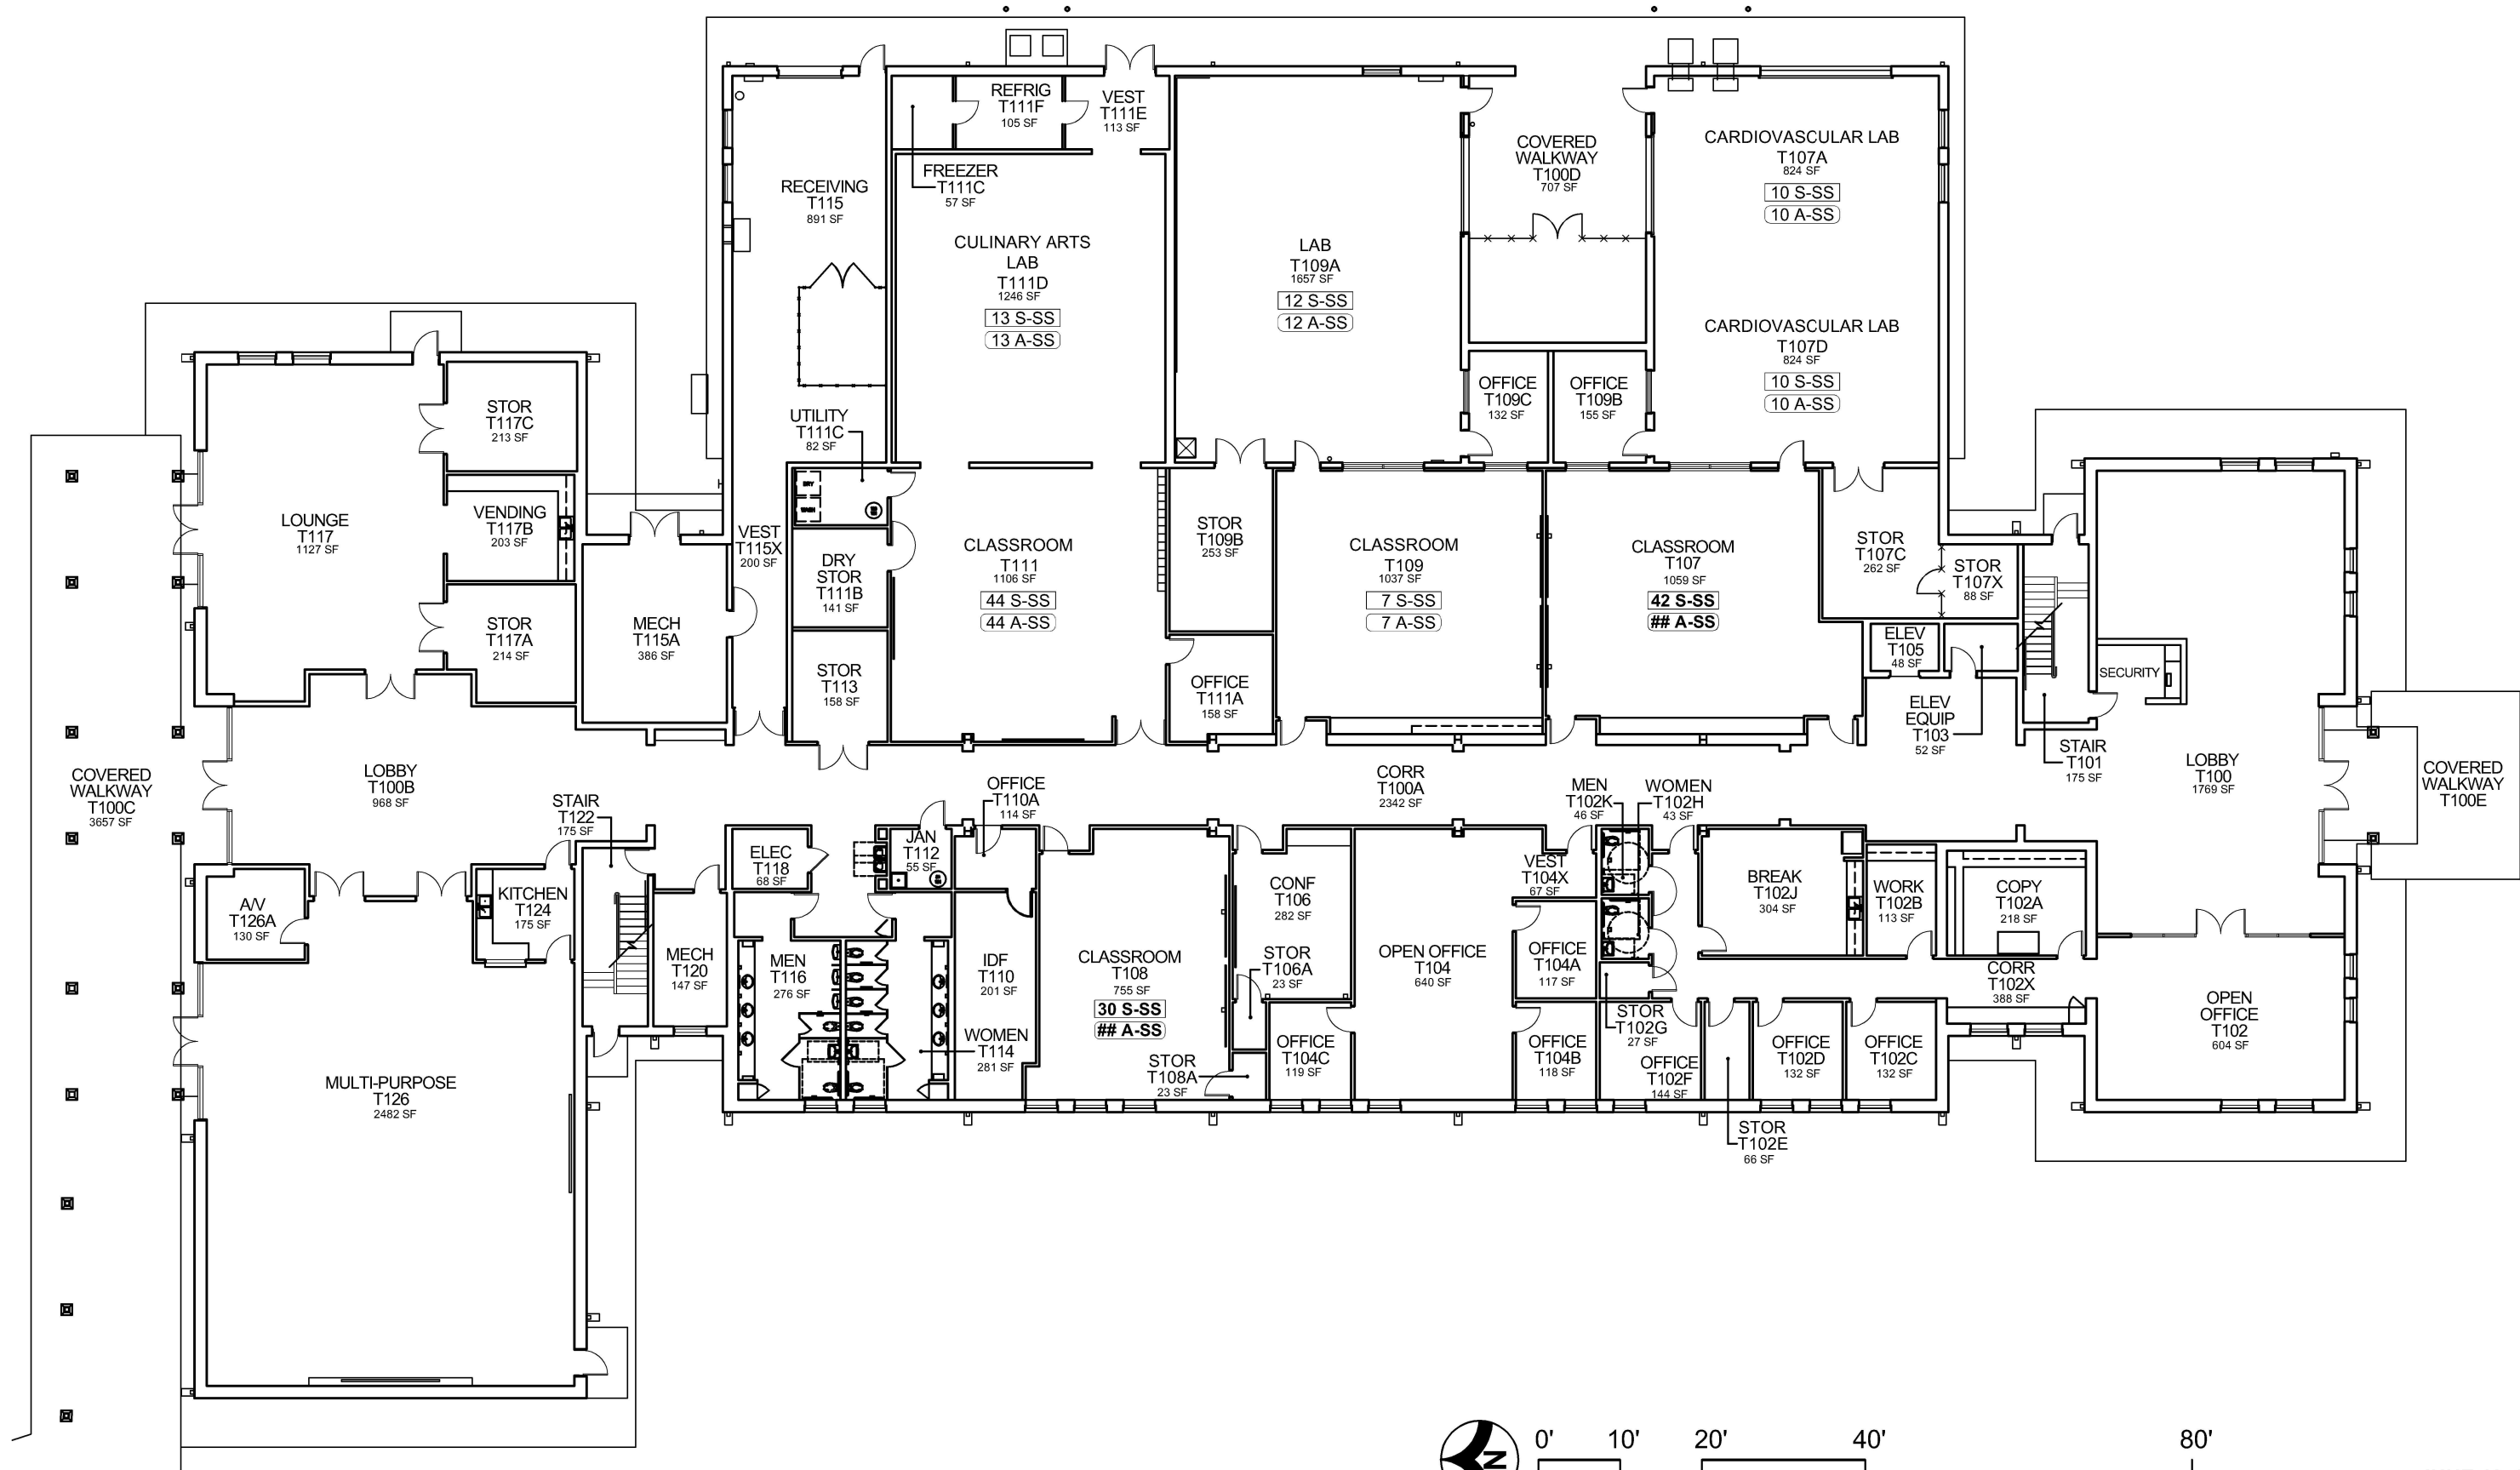 REFRIG
T111F
105 SF
VEST
T111E
113 SF
FREEZER
T111C
57 SF
RECEIVING
T115
891 SF
CULINARY ARTS
LAB
T111D
1246 SF
13 S-SS
13 A-SS
LAB
T109A
1657 SF
12 S-SS
12 A-SS
COVERED
WALKWAY
T100D
707 SF
CARDIOVASCULAR LAB
T107A
824 SF
10 S-SS
10 A-SS
CARDIOVASCULAR LAB
T107D
824 SF
10 S-SS
10 A-SS
OFFICE
T109C
132 SF
OFFICE
T109B
155 SF
STOR
T117C
213 SF
UTILITY
T111C
82 SF
DRY
WASH
LOUNGE
T117
1127 SF
VENDING
T117B
203 SF
STOR
T117A
214 SF
MECH
T115A
386 SF
VEST
T115X
200 SF
DRY
STOR
T111B
141 SF
STOR
T113
158 SF
CLASSROOM
T111
1106 SF
44 S-SS
44 A-SS
STOR
T109B
253 SF
OFFICE
T111A
158 SF
CLASSROOM
T109
1037 SF
7 S-SS
7 A-SS
CLASSROOM
T107
1059 SF
42 S-SS
## A-SS
STOR
T107C
262 SF
STOR
T107X
88 SF
ELEV
T105
48 SF
ELEV
EQUIP
T103
52 SF
SECURITY
STAIR
T101
175 SF
LOBBY
T100
1769 SF
COVERED
WALKWAY
T100E
COVERED
WALKWAY
T100C
3657 SF
LOBBY
T100B
968 SF
STAIR
T122
175 SF
OFFICE
T110A
114 SF
CORR
T100A
2342 SF
MEN
T102K
46 SF
WOMEN
T102H
43 SF
ELEC
T118
68 SF
JAN
T112
55 SF
A/V
T126A
130 SF
KITCHEN
T124
175 SF
MECH
T120
147 SF
MEN
T116
276 SF
IDF
T110
201 SF
WOMEN
T114
281 SF
CLASSROOM
T108
755 SF
30 S-SS
## A-SS
STOR
T108A
23 SF
CONF
T106
282 SF
STOR
T106A
23 SF
OFFICE
T104C
119 SF
OPEN OFFICE
T104
640 SF
VEST
T104X
67 SF
OFFICE
T104A
117 SF
OFFICE
T104B
118 SF
STOR
T102G
27 SF
OFFICE
T102F
144 SF
BREAK
T102J
304 SF
WORK
T102B
113 SF
COPY
T102A
218 SF
CORR
T102X
388 SF
OFFICE
T102D
132 SF
OFFICE
T102C
132 SF
STOR
T102E
66 SF
OPEN
OFFICE
T102
604 SF
MULTI-PURPOSE
T126
2482 SF
N
0' 10' 20' 40' 80'